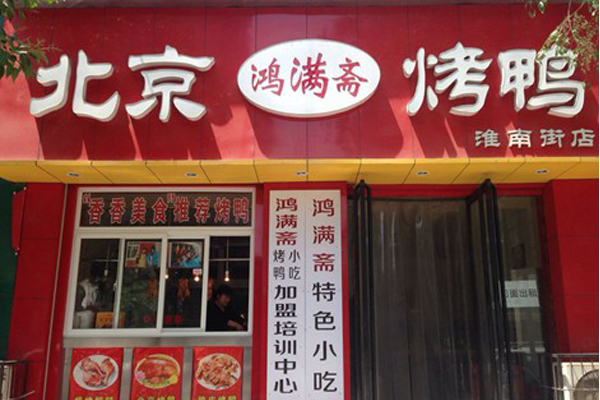 北京 鸿满斋 烤鸭
淮南街店
“香香美食”推荐烤鸭
鸿满斋烤鸭小吃加盟培训中心
鸿满斋特色小吃